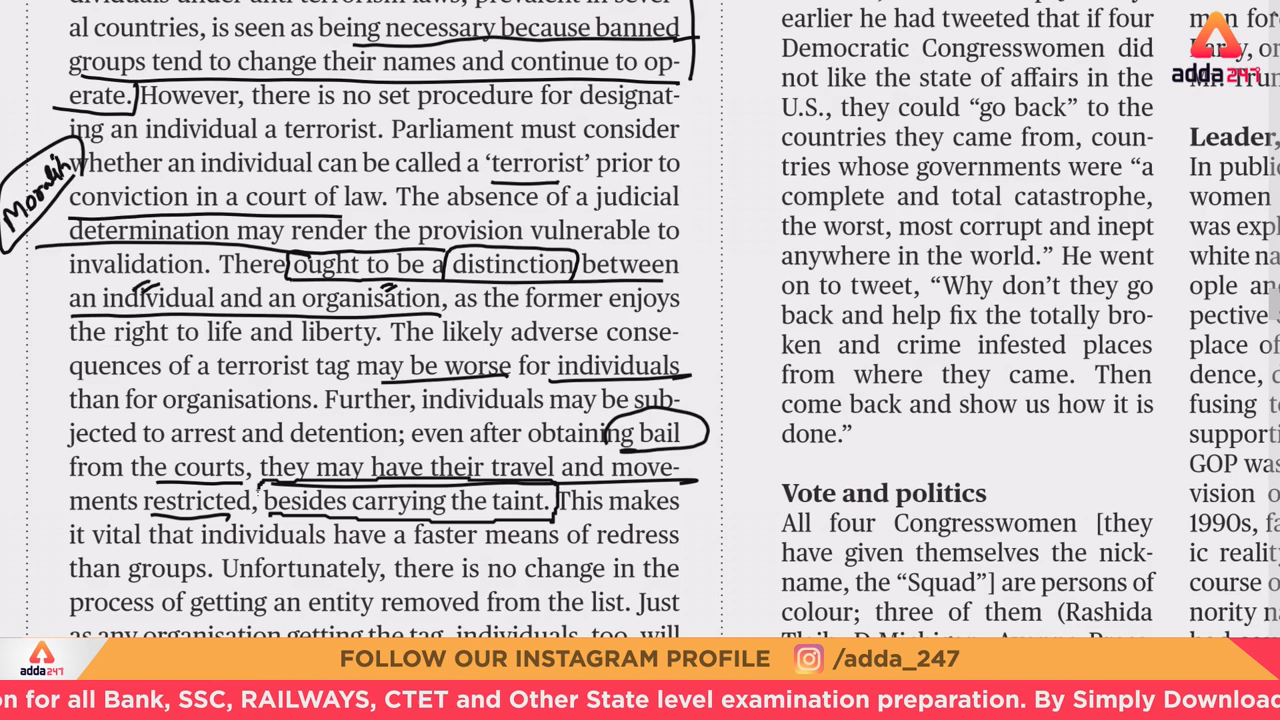 al countries, is seen as being necessary because banned
groups tend to change their names and continue to op-
erate. However, there is no set procedure for designat-
ing an individual a terrorist. Parliament must consider
whether an individual can be called a ‘terrorist’ prior to
conviction in a court of law. The absence of a judicial
determination may render the provision vulnerable to
invalidation. There ought to be a distinction between
an individual and an organisation, as the former enjoys
the right to life and liberty. The likely adverse conse-
quences of a terrorist tag may be worse for individuals
than for organisations. Further, individuals may be sub-
jected to arrest and detention; even after obtaining bail
from the courts, they may have their travel and move-
ments restricted, besides carrying the taint. This makes
it vital that individuals have a faster means of redress
than groups. Unfortunately, there is no change in the
process of getting an entity removed from the list. Just
as any organisation getting the tag, individuals, too, will
earlier he had tweeted that if four
Democratic Congresswomen did
not like the state of affairs in the
U.S., they could “go back” to the
countries they came from, coun-
tries whose governments were “a
complete and total catastrophe,
the worst, most corrupt and inept
anywhere in the world.” He went
on to tweet, “Why don’t they go
back and help fix the totally bro-
ken and crime infested places
from where they came. Then
come back and show us how it is
done.”
Vote and politics
All four Congresswomen [they
have given themselves the nick-
name, the “Squad”] are persons of
colour; three of them (Rashida
Leader,
In public
women
was expl
white na
ople an
pective
place of
dence,
fusing
supporti
GOP was
vision o
1990s, fa
ic realit
course o
nority n
adda247
adda247
FOLLOW OUR INSTAGRAM PROFILE /adda_247
on for all Bank, SSC, RAILWAYS, CTET and Other State level examination preparation. By Simply Download